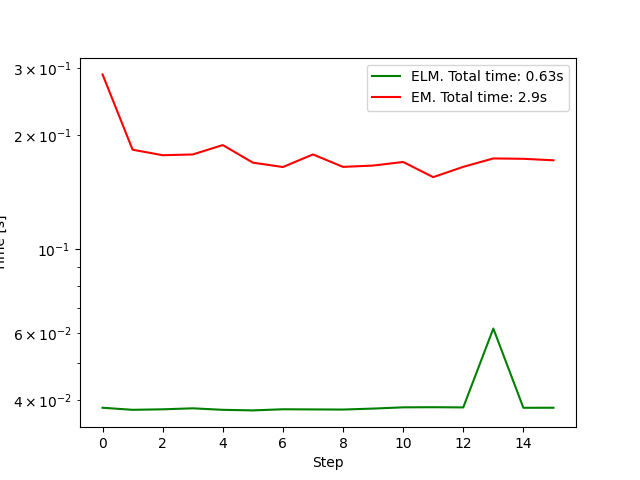 ELM. Total time: 0.63s
EM. Total time: 2.9s
3 × 10⁻¹
2 × 10⁻¹
10⁻¹
6 × 10⁻²
4 × 10⁻²
0 2 4 6 8 10 12 14
Step